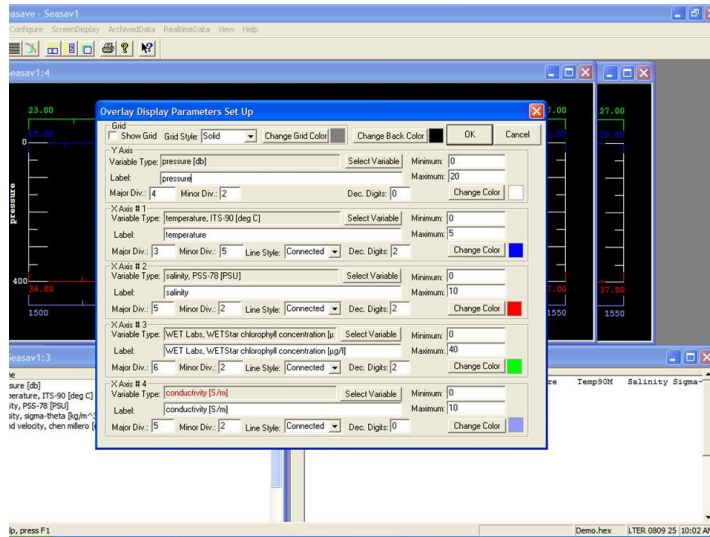 easave - Seasav1
Configure ScreenDisplay ArchivedData RealtimeData View Help
Seasav1:4
23.00
7.00
27.00
0
pressure
400
36.00
37.00
1500
1550
1550
Overlay Display Parameters Set Up
Grid
Show Grid Grid Style: Solid Change Grid Color Change Back Color OK Cancel
Y Axis
Variable Type: pressure [db] Select Variable Minimum: 0
Label: pressure Maximum: 20
Major Div.: 4 Minor Div.: 2 Dec. Digits: 0 Change Color
X Axis # 1
Variable Type: temperature, ITS-90 [deg C] Select Variable Minimum: 0
Label: temperature Maximum: 5
Major Div.: 3 Minor Div.: 5 Line Style: Connected Dec. Digits: 2 Change Color
X Axis # 2
Variable Type: salinity, PSS-78 [PSU] Select Variable Minimum: 0
Label: salinity Maximum: 10
Major Div.: 5 Minor Div.: 2 Line Style: Connected Dec. Digits: 2 Change Color
X Axis # 3
Variable Type: WET Labs, WETStar chlorophyll concentration [µ Select Variable Minimum: 0
Label: WET Labs, WETStar chlorophyll concentration [µg/l] Maximum: 40
Major Div.: 6 Minor Div.: 2 Line Style: Connected Dec. Digits: 2 Change Color
X Axis # 4
Variable Type: conductivity [S/m] Select Variable Minimum: 0
Label: conductivity [S/m] Maximum: 10
Major Div.: 5 Minor Div.: 2 Line Style: Connected Dec. Digits: 0 Change Color
easav1:3
sure [db]
perature, ITS-90 [deg C]
ity, PSS-78 [PSU]
sity, sigma-theta [kg/m^3
nd velocity, chen millero [
re Temp90M Salinity Sigma-
lp, press F1
Demo.hex LTER 0809 25 10:02 AM